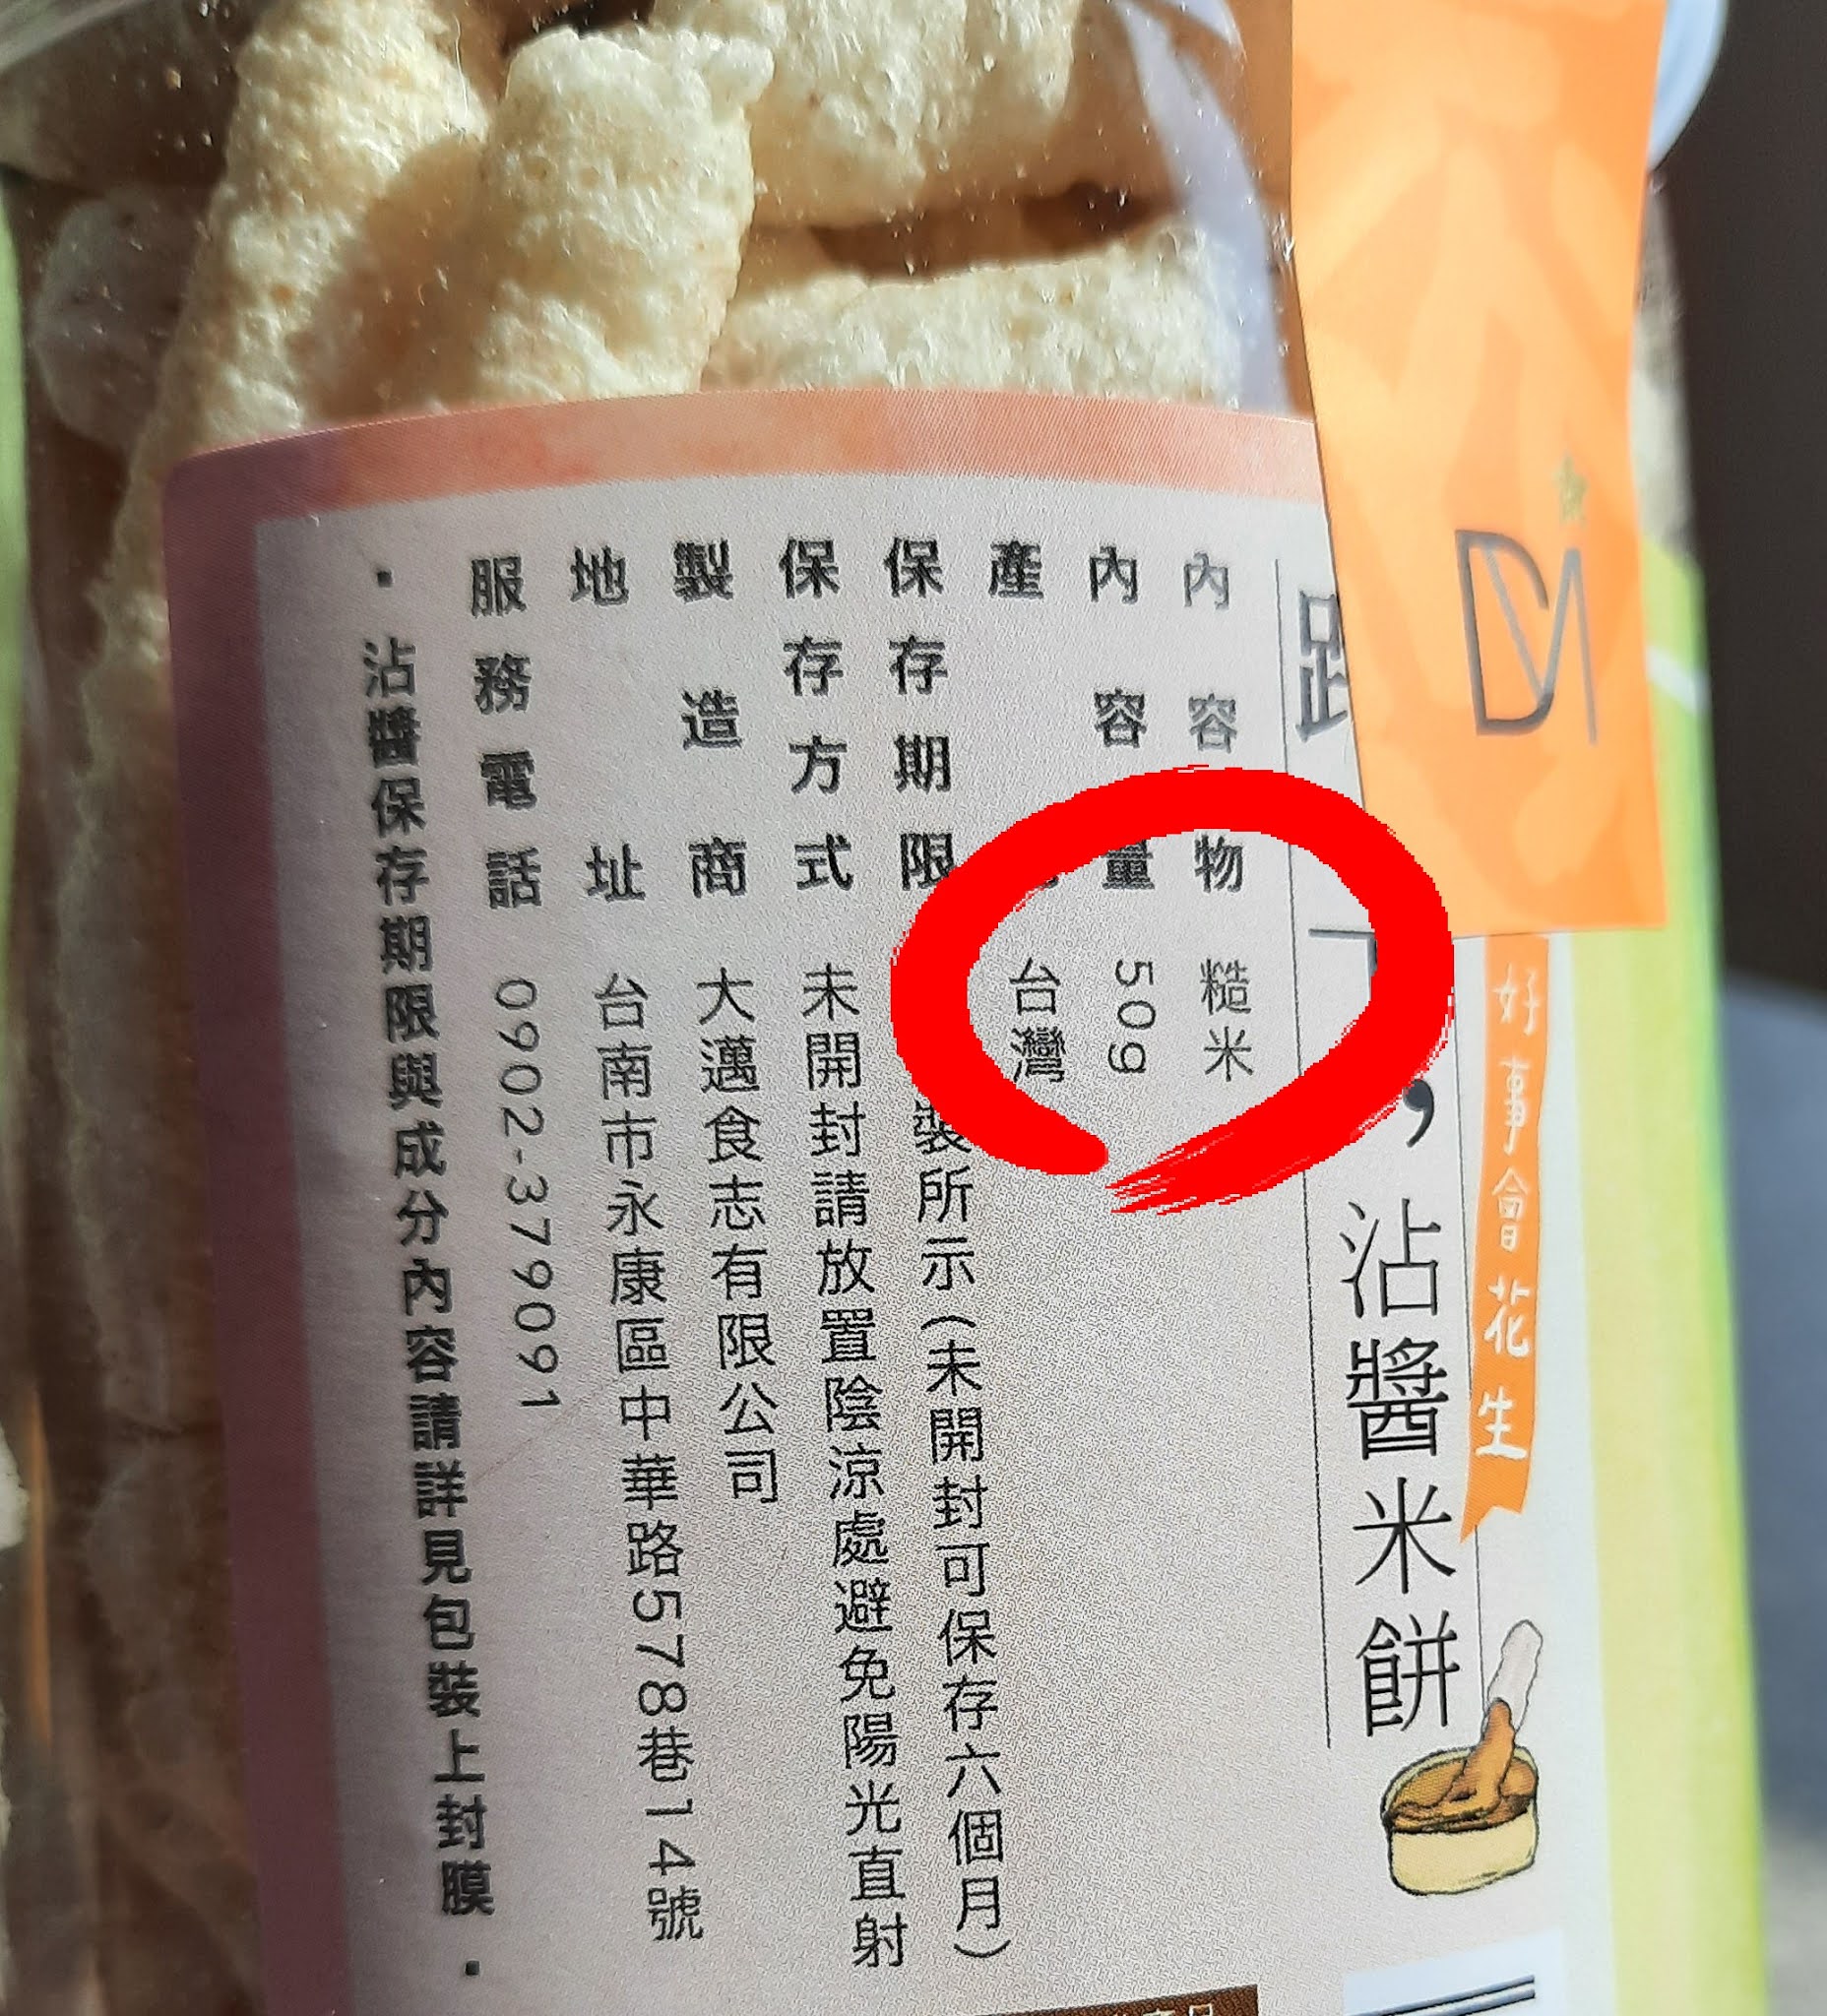 好事會花生
，沾醬米餅
內容物 糙米
內容量 50g
產 台灣
保存期限 製所示(未開封可保存六個月)
保存方式 未開封請放置陰涼處避免陽光直射
製造商 大邁食志有限公司
地址 台南市永康區中華路578巷14號
服務電話 0902-379091
・沾醬保存期限與成分內容請詳見包裝上封膜・